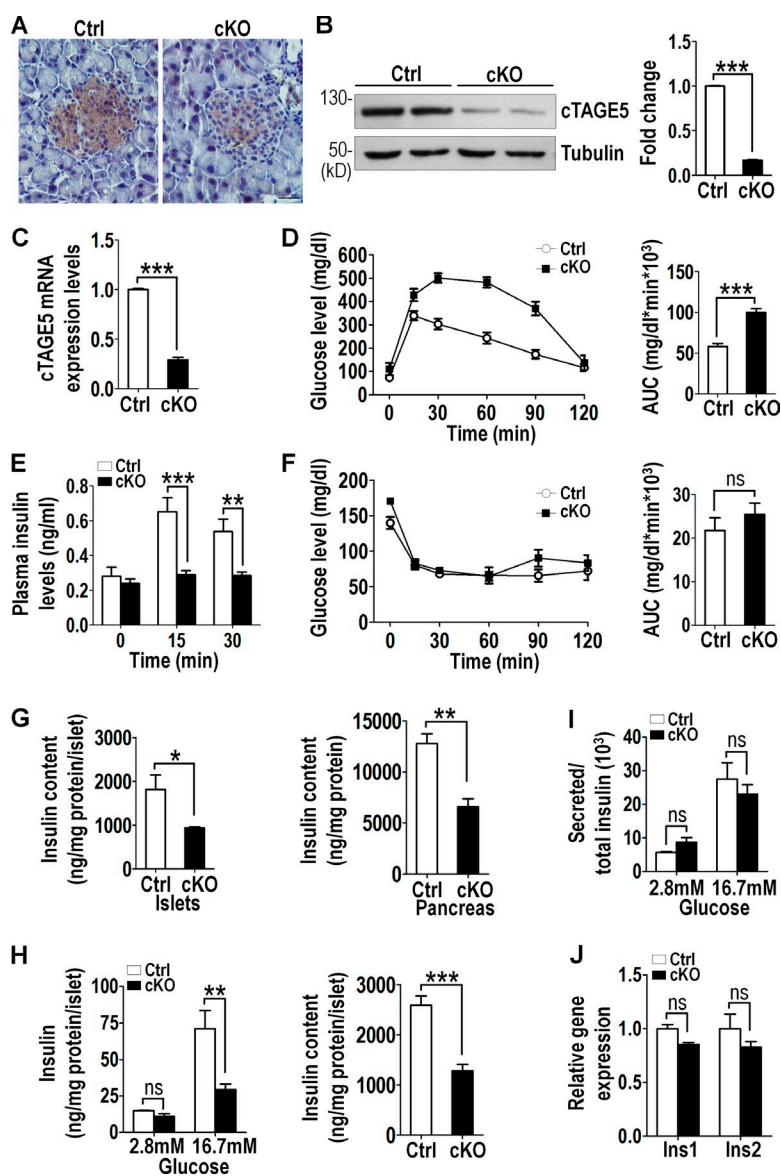 A
Ctrl
cKO
B
Ctrl
cKO
130-
cTAGE5
50-
(kD)
Tubulin
Fold change
1.0
0.5
0.0
***
Ctrl
cKO
C
cTAGE5 mRNA
expression levels
1.5
1.0
0.5
0.0
***
Ctrl
cKO
D
Glucose level (mg/dl)
600
500
400
300
200
100
0
Ctrl
cKO
0
30
60
90
120
Time (min)
AUC (mg/dl*min*10³)
150
100
50
0
***
Ctrl
cKO
E
Plasma insulin
levels (ng/ml)
0.8
0.6
0.4
0.2
0.0
Ctrl
cKO
***
**
0
15
30
Time (min)
F
Glucose level (mg/dl)
250
200
150
100
50
0
Ctrl
cKO
0
30
60
90
120
Time (min)
AUC (mg/dl*min*10³)
30
20
10
0
ns
Ctrl
cKO
G
Insulin content
(ng/mg protein/islet)
3000
2000
1000
0
*
Ctrl
cKO
Islets
Insulin content
(ng/mg protein)
15000
10000
5000
0
**
Ctrl
cKO
Pancreas
H
Insulin
(ng/mg protein/islet)
100
75
50
25
0
Ctrl
cKO
ns
**
2.8mM
16.7mM
Glucose
Insulin content
(ng/mg protein/islet)
3000
2000
1000
0
***
Ctrl
cKO
I
Secreted/
total insulin (10³)
40
30
20
10
0
Ctrl
cKO
ns
ns
2.8mM
16.7mM
Glucose
J
Relative gene
expression
1.5
1.0
0.5
0.0
Ctrl
cKO
ns
ns
Ins1
Ins2